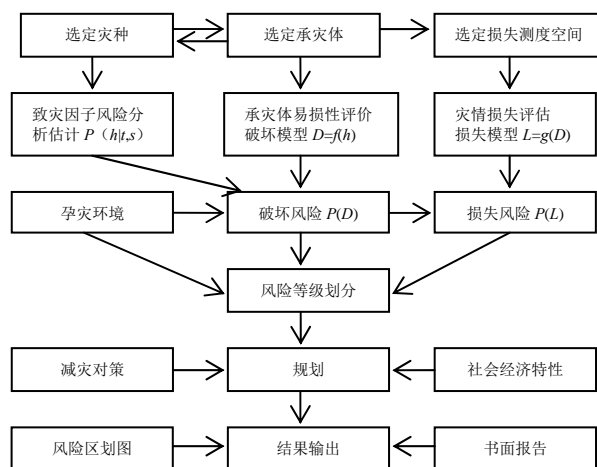 选定灾种
选定承灾体
选定损失测度空间
致灾因子风险分
析估计 P（h|t,s）
承灾体易损性评价
破坏模型 D=f(h)
灾情损失评估
损失模型 L=g(D)
孕灾环境
破坏风险 P(D)
损失风险 P(L)
风险等级划分
减灾对策
规划
社会经济特性
风险区划图
结果输出
书面报告